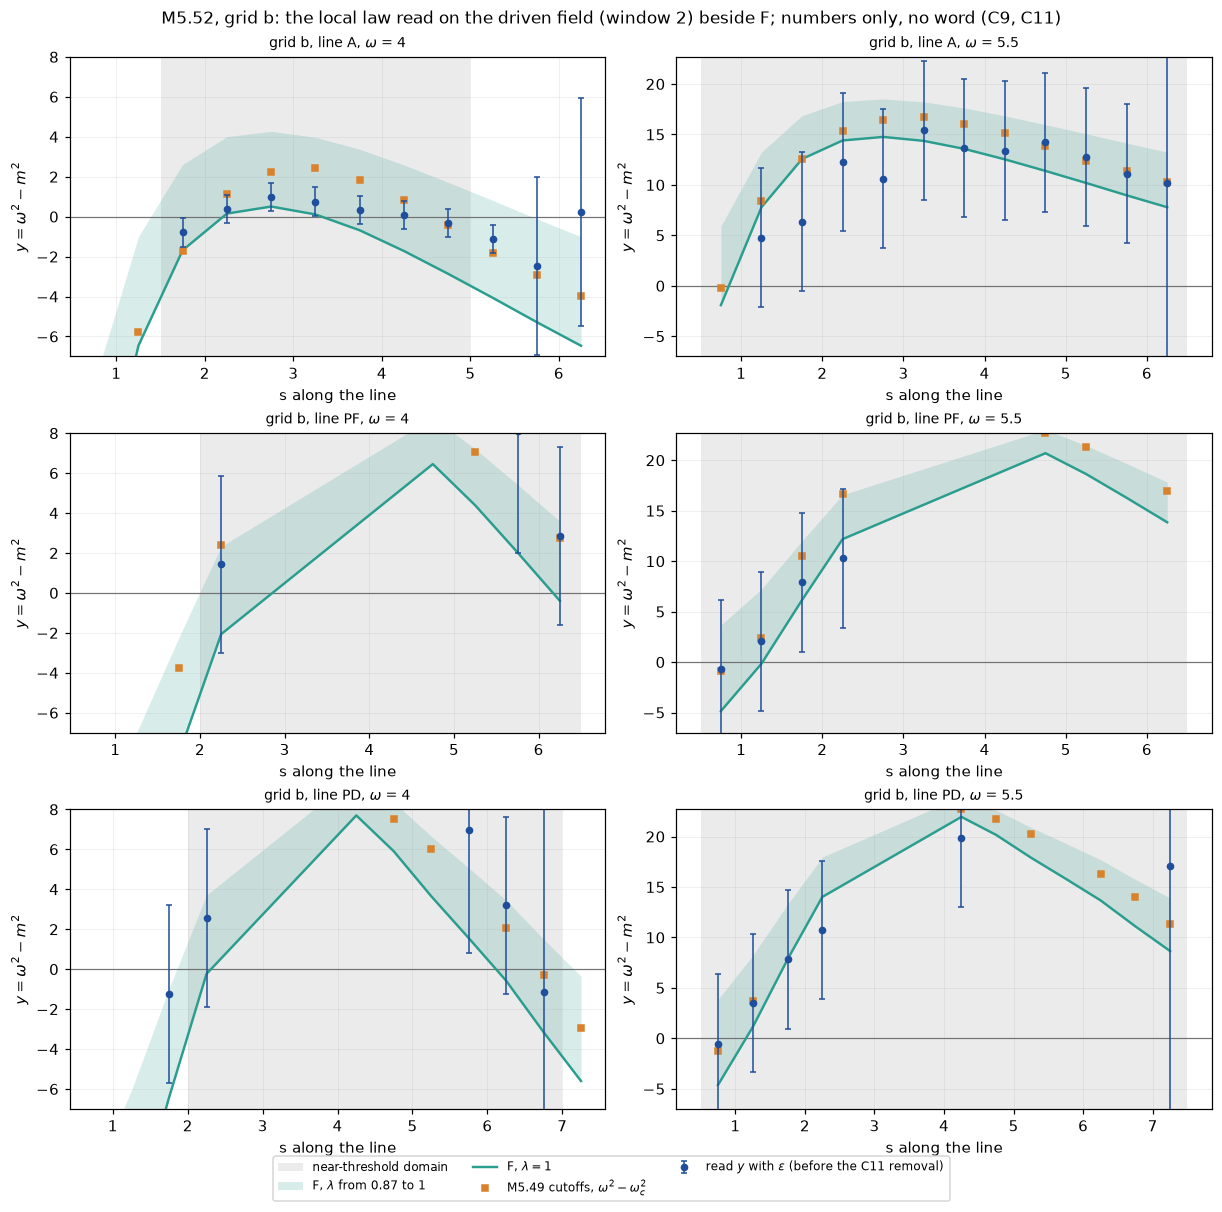 M5.52, grid b: the local law read on the driven field (window 2) beside F; numbers only, no word (C9, C11)
grid b, line A, ω = 4
8
6
4
2
0
−2
−4
−6
y = ω² − m²
1 2 3 4 5 6
s along the line
grid b, line A, ω = 5.5
20
15
10
5
0
−5
y = ω² − m²
1 2 3 4 5 6
s along the line
grid b, line PF, ω = 4
8
6
4
2
0
−2
−4
−6
y = ω² − m²
1 2 3 4 5 6
s along the line
grid b, line PF, ω = 5.5
20
15
10
5
0
−5
y = ω² − m²
1 2 3 4 5 6
s along the line
grid b, line PD, ω = 4
8
6
4
2
0
−2
−4
−6
y = ω² − m²
1 2 3 4 5 6 7
s along the line
grid b, line PD, ω = 5.5
20
15
10
5
0
−5
y = ω² − m²
1 2 3 4 5 6 7
s along the line
near-threshold domain
F, λ from 0.87 to 1
F, λ = 1
M5.49 cutoffs, ω² − ω_c²
read y with ε (before the C11 removal)